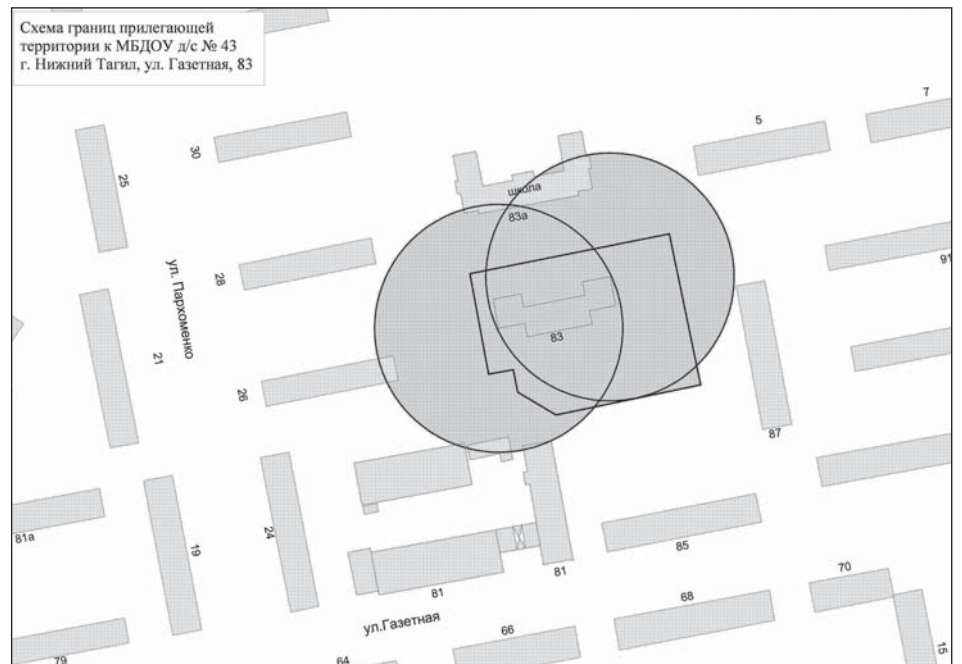 Схема границ прилегающей
территории к МБДОУ д/с № 43
г. Нижний Тагил, ул. Газетная, 83
7
5
30
25
школа
83а
ул. Пархоменко
28
91
21
83
26
87
81а
19
24
85
81
81
70
ул.Газетная
68
66
15
79
64